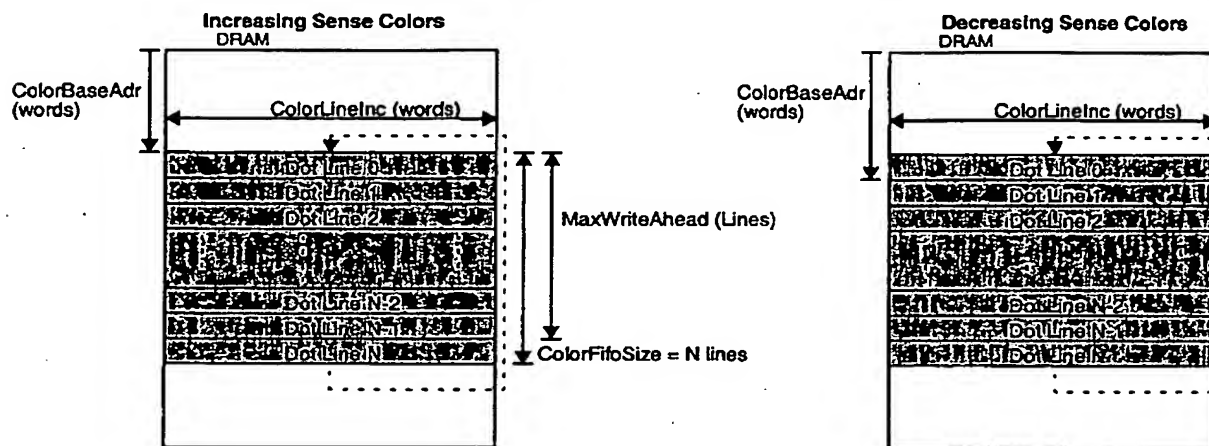 Increasing Sense Colors
DRAM
ColorBaseAdr
(words)
ColorLineInc (words)
Dot Line 0
Dot Line 1
Dot Line 2
Dot Line N-2
Dot Line N-1
Dot Line N
MaxWriteAhead (Lines)
ColorFifoSize = N lines
Decreasing Sense Colors
DRAM
ColorBaseAdr
(words)
ColorLineInc (words)
Dot Line 0
Dot Line 1
Dot Line 2
Dot Line N-2
Dot Line N-1
Dot Line N